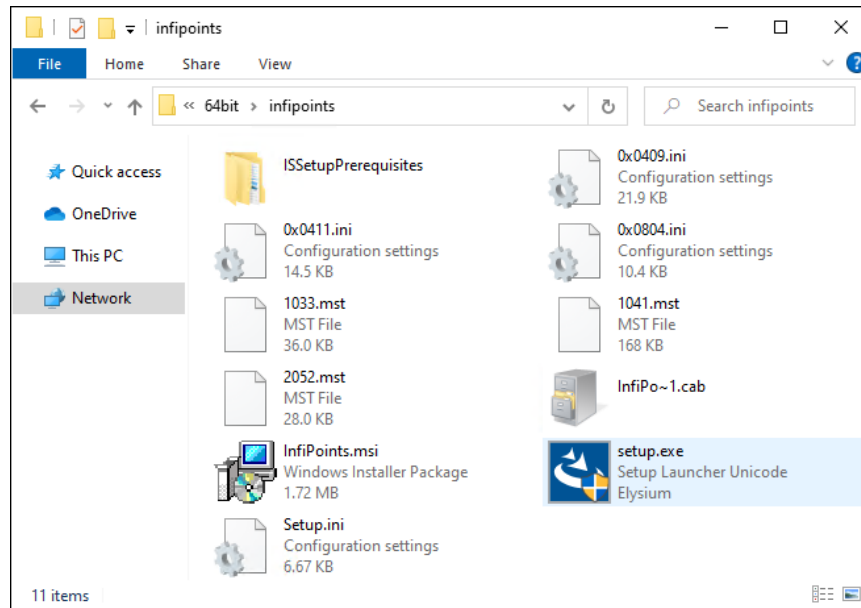 infipoints
File
Home
Share
View
?
« 64bit › infipoints
Search infipoints
Quick access
OneDrive
This PC
Network
ISSetupPrerequisites
0x0409.ini
Configuration settings
21.9 KB
0x0411.ini
Configuration settings
14.5 KB
0x0804.ini
Configuration settings
10.4 KB
1033.mst
MST File
36.0 KB
1041.mst
MST File
168 KB
2052.mst
MST File
28.0 KB
InfiPo~1.cab
InfiPoints.msi
Windows Installer Package
1.72 MB
setup.exe
Setup Launcher Unicode
Elysium
Setup.ini
Configuration settings
6.67 KB
11 items